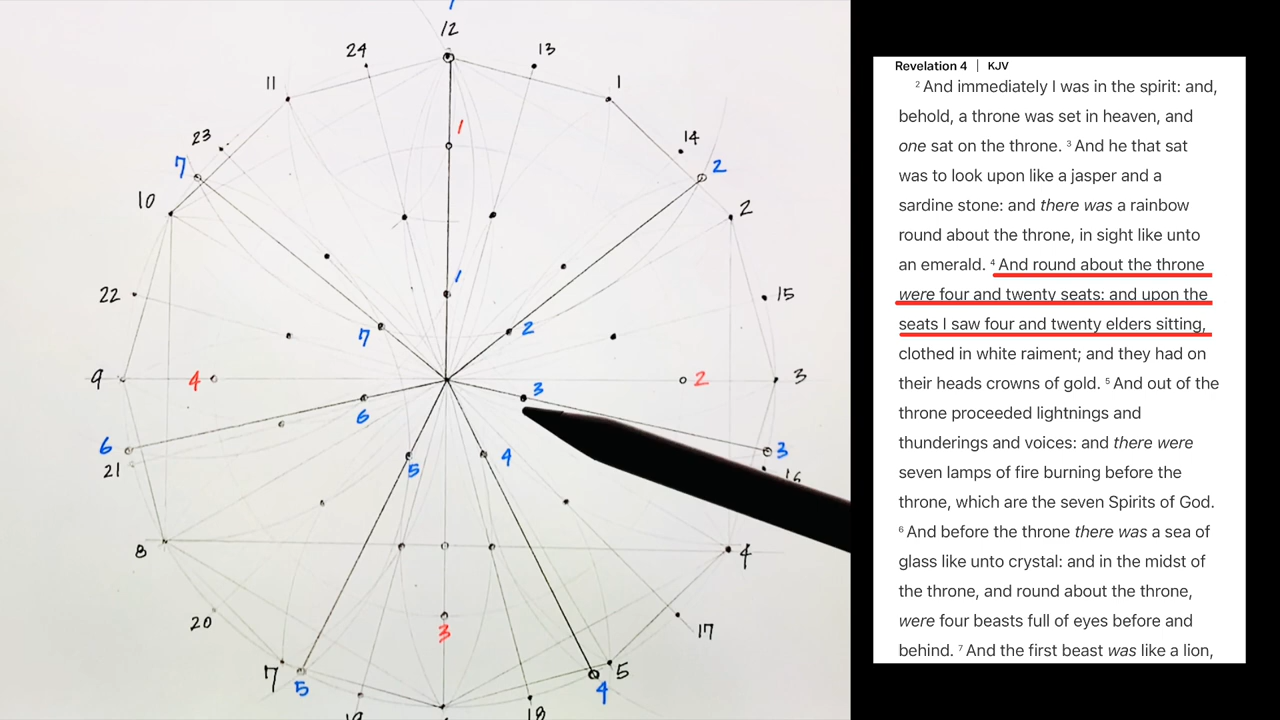 12
24
13
11
1
1
23
14
7
2
10
2
22
15
1
7
2
9
4
3
2
3
6
6
21
5
4
3
16
8
4
20
3
17
7
5
5
4
18
Revelation 4 | KJV
2 And immediately I was in the spirit: and,
behold, a throne was set in heaven, and
one sat on the throne. 3 And he that sat
was to look upon like a jasper and a
sardine stone: and there was a rainbow
round about the throne, in sight like unto
an emerald. 4 And round about the throne
were four and twenty seats: and upon the
seats I saw four and twenty elders sitting,
clothed in white raiment; and they had on
their heads crowns of gold. 5 And out of the
throne proceeded lightnings and
thunderings and voices: and there were
seven lamps of fire burning before the
throne, which are the seven Spirits of God.
6 And before the throne there was a sea of
glass like unto crystal: and in the midst of
the throne, and round about the throne,
were four beasts full of eyes before and
behind. 7 And the first beast was like a lion,